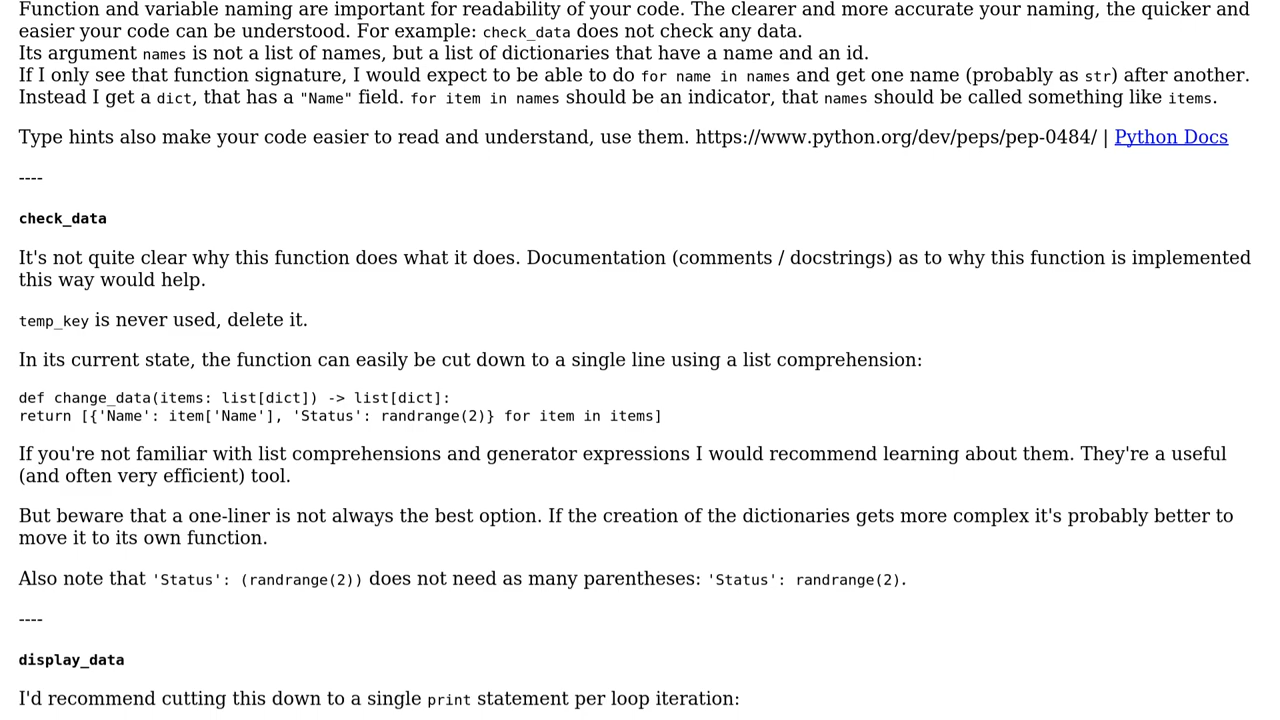 Function and variable naming are important for readability of your code. The clearer and more accurate your naming, the quicker and
easier your code can be understood. For example: check_data does not check any data.
Its argument names is not a list of names, but a list of dictionaries that have a name and an id.
If I only see that function signature, I would expect to be able to do for name in names and get one name (probably as str) after another.
Instead I get a dict, that has a "Name" field. for item in names should be an indicator, that names should be called something like items.
Type hints also make your code easier to read and understand, use them. https://www.python.org/dev/peps/pep-0484/ | Python Docs
----
check_data
It's not quite clear why this function does what it does. Documentation (comments / docstrings) as to why this function is implemented
this way would help.
temp_key is never used, delete it.
In its current state, the function can easily be cut down to a single line using a list comprehension:
def change_data(items: list[dict]) -> list[dict]:
return [{'Name': item['Name'], 'Status': randrange(2)} for item in items]
If you're not familiar with list comprehensions and generator expressions I would recommend learning about them. They're a useful
(and often very efficient) tool.
But beware that a one-liner is not always the best option. If the creation of the dictionaries gets more complex it's probably better to
move it to its own function.
Also note that 'Status': (randrange(2)) does not need as many parentheses: 'Status': randrange(2).
----
display_data
I'd recommend cutting this down to a single print statement per loop iteration: